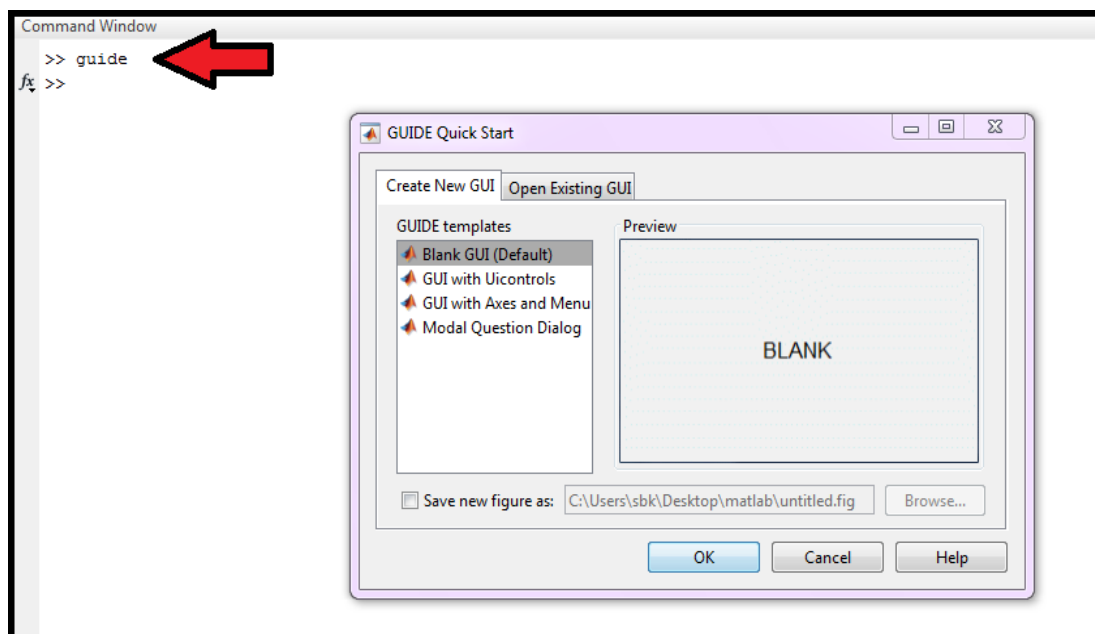 Command Window
>> guide
fx >>
GUIDE Quick Start
Create New GUI Open Existing GUI
GUIDE templates Preview
Blank GUI (Default)
GUI with Uicontrols
GUI with Axes and Menu
Modal Question Dialog
BLANK
Save new figure as: C:\Users\sbk\Desktop\matlab\untitled.fig Browse...
OK Cancel Help